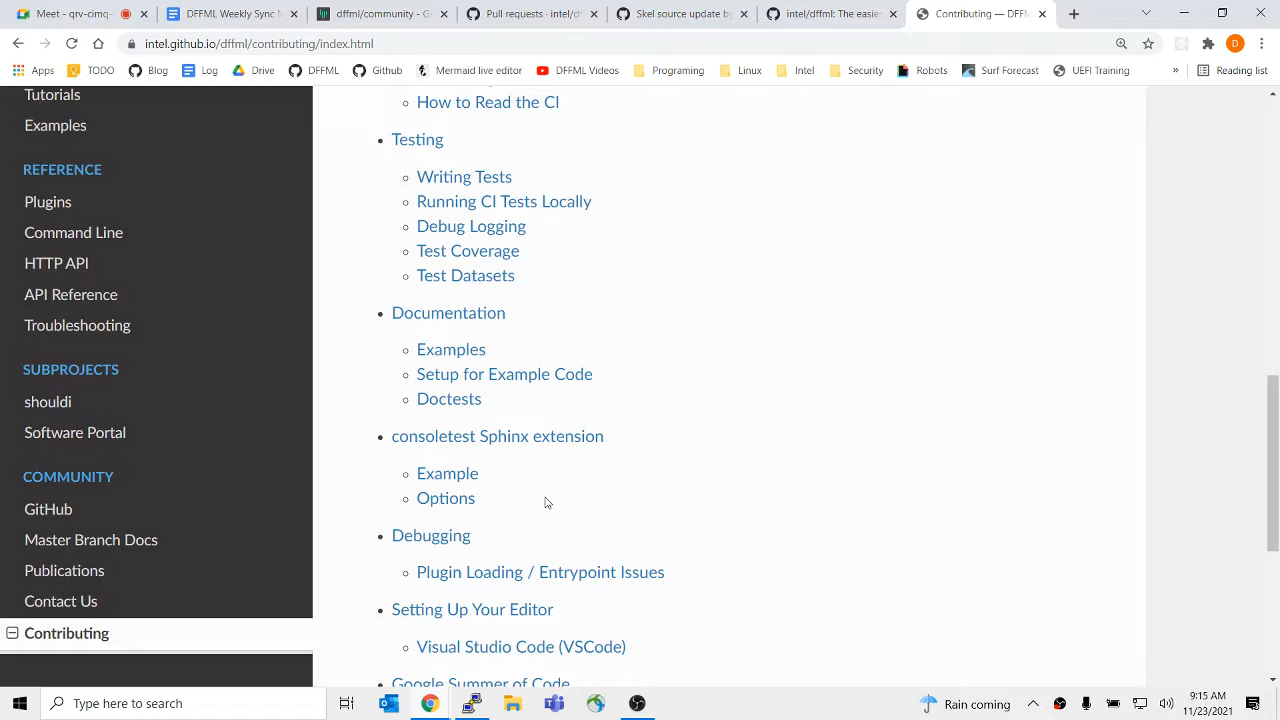 Meet - qrc-cxmq
DFFML Weekly Sync M
dffml/community - G
Pull requests · intel/d
Skel source updates by
intel/dffml: The easies
Contributing — DFFM
intel.github.io/dffml/contributing/index.html
D
Apps
TODO
Blog
Log
Drive
DFFML
Github
Mermaid live editor
DFFML Videos
Programing
Linux
Intel
Security
Robots
Surf Forecast
UEFI Training
»
Reading list
Tutorials
Examples
REFERENCE
Plugins
Command Line
HTTP API
API Reference
Troubleshooting
SUBPROJECTS
shouldi
Software Portal
COMMUNITY
GitHub
Master Branch Docs
Publications
Contact Us
Contributing
How to Read the CI
Testing
Writing Tests
Running CI Tests Locally
Debug Logging
Test Coverage
Test Datasets
Documentation
Examples
Setup for Example Code
Doctests
consoletest Sphinx extension
Example
Options
Debugging
Plugin Loading / Entrypoint Issues
Setting Up Your Editor
Visual Studio Code (VSCode)
Google Summer of Code
Type here to search
Rain coming
9:15 AM
11/23/2021